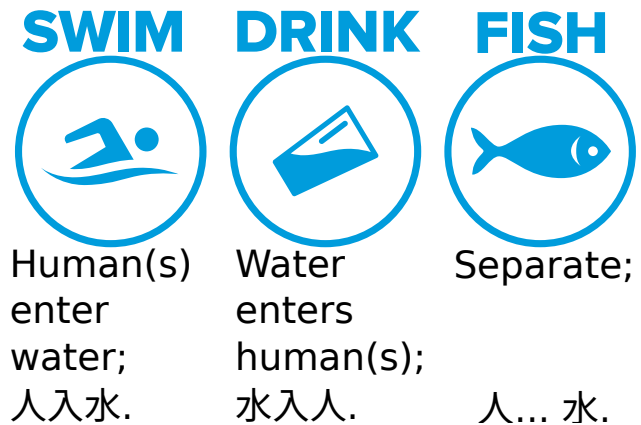 SWIM
DRINK
FISH
Human(s)
enter
water;
人入水.
Water
enters
human(s);
水入人.
Separate;
人... 水.